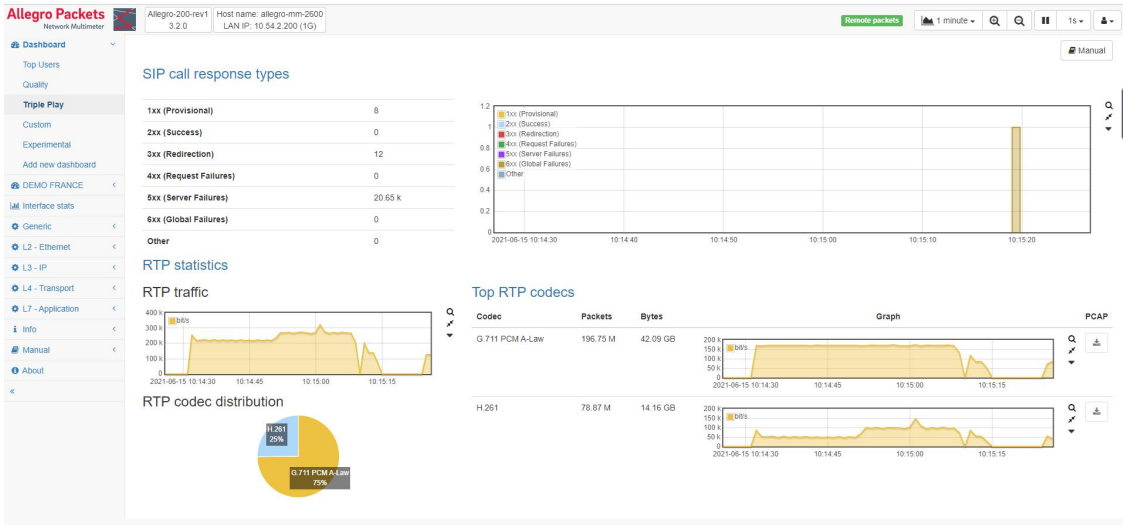 Allegro Packets
Network Multimeter
Allegro-200-rev1
3.2.0
Host name: allegro-mm-2600
LAN IP: 10.54.2.200 (1G)
Remote packets
1 minute
1s
Dashboard
Top Users
Quality
Triple Play
Custom
Experimental
Add new dashboard
DEMO FRANCE
Interface stats
Generic
L2 - Ethernet
L3 - IP
L4 - Transport
L7 - Application
Info
Manual
About
«
Manual
SIP call response types
1xx (Provisional) 8
2xx (Success) 0
3xx (Redirection) 12
4xx (Request Failures) 0
5xx (Server Failures) 20.65 k
6xx (Global Failures) 0
Other 0
1.2
1
0.8
0.6
0.4
0.2
0
1xx (Provisional)
2xx (Success)
3xx (Redirection)
4xx (Request Failures)
5xx (Server Failures)
6xx (Global Failures)
Other
2021-06-15 10:14:30 10:14:40 10:14:50 10:15:00 10:15:10 10:15:20
RTP statistics
RTP traffic
400 k
300 k
200 k
100 k
0
bit/s
2021-06-15 10:14:30 10:14:45 10:15:00 10:15:15
RTP codec distribution
H.261
25%
G.711 PCM A-Law
75%
Top RTP codecs
Codec Packets Bytes Graph PCAP
G.711 PCM A-Law 196.75 M 42.09 GB
200 k
150 k
100 k
50 k
0
bit/s
2021-06-15 10:14:30 10:14:45 10:15:00 10:15:15
H.261 78.87 M 14.16 GB
200 k
150 k
100 k
50 k
0
bit/s
2021-06-15 10:14:30 10:14:45 10:15:00 10:15:15